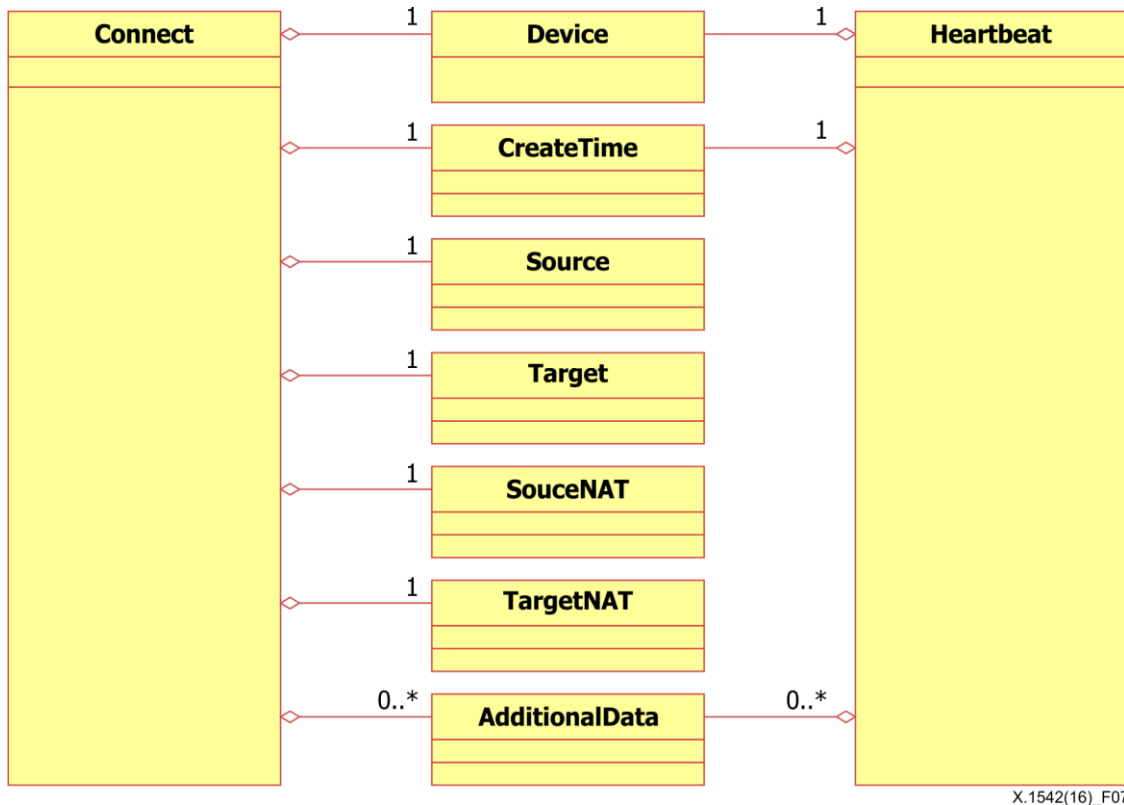 Connect 1 Device 1 Heartbeat
1 CreateTime 1
1 Source
1 Target
1 SouceNAT
1 TargetNAT
0..* AdditionalData 0..*
X.1542(16)_F07